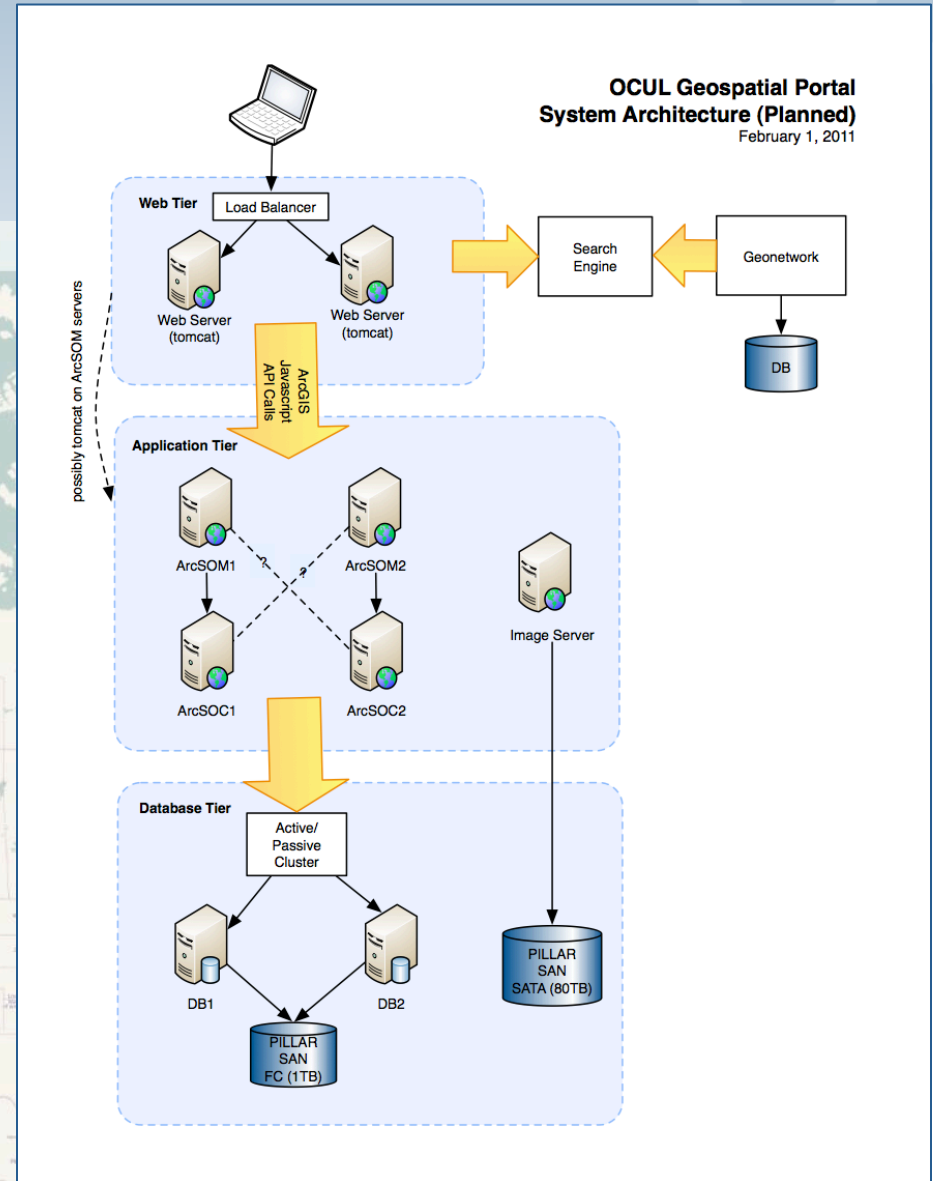 OCUL Geospatial Portal
System Architecture (Planned)
February 1, 2011
Web Tier
Load Balancer
Web Server
(tomcat)
Web Server
(tomcat)
Search
Engine
Geonetwork
DB
possibly tomcat on ArcSOM servers
ArcGIS
Javascript
API Calls
Application Tier
ArcSOM1
ArcSOM2
?
?
ArcSOC1
ArcSOC2
Image Server
Database Tier
Active/
Passive
Cluster
DB1
DB2
PILLAR
SAN
FC (1TB)
PILLAR
SAN
SATA (80TB)